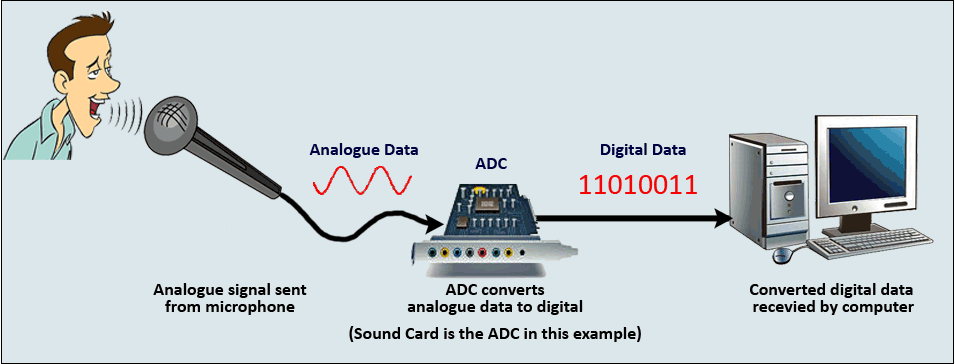 Analogue Data
ADC
Digital Data
11010011
Analogue signal sent
from microphone
ADC converts
analogue data to digital
(Sound Card is the ADC in this example)
Converted digital data
recevied by computer